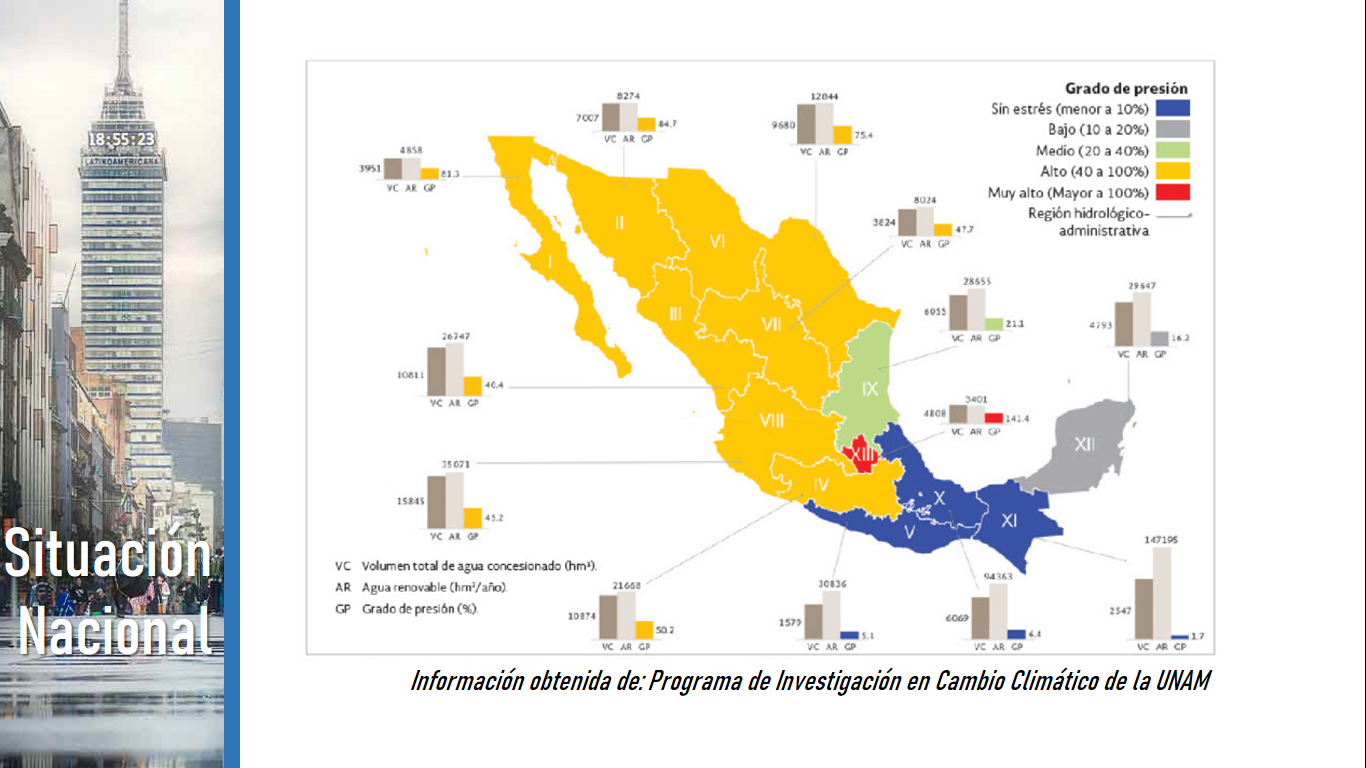 18:55:23
LATINOAMERICANA
Situación
Nacional
Grado de presión
Sin estrés (menor a 10%)
Bajo (10 a 20%)
Medio (20 a 40%)
Alto (40 a 100%)
Muy alto (Mayor a 100%)
Región hidrológico-
administrativa
8274
7007
84.7
VC AR GP
12844
9680
75.4
VC AR GP
4858
3951
81.3
VC AR GP
8024
3824
47.7
VC AR GP
28655
6055
21.1
VC AR GP
29647
4793
16.2
VC AR GP
26747
10811
40.4
VC AR GP
3401
4808
141.4
VC AR GP
35071
15845
45.2
VC AR GP
I
II
VI
III
VII
IX
VIII
XIII
XII
IV
X
V
XI
VC Volumen total de agua concesionado (hm³).
AR Agua renovable (hm³/año).
GP Grado de presión (%).
21668
10874
50.2
VC AR GP
30836
1579
5.1
VC AR GP
94363
6069
6.4
VC AR GP
147195
2547
1.7
VC AR GP
Información obtenida de: Programa de Investigación en Cambio Climático de la UNAM